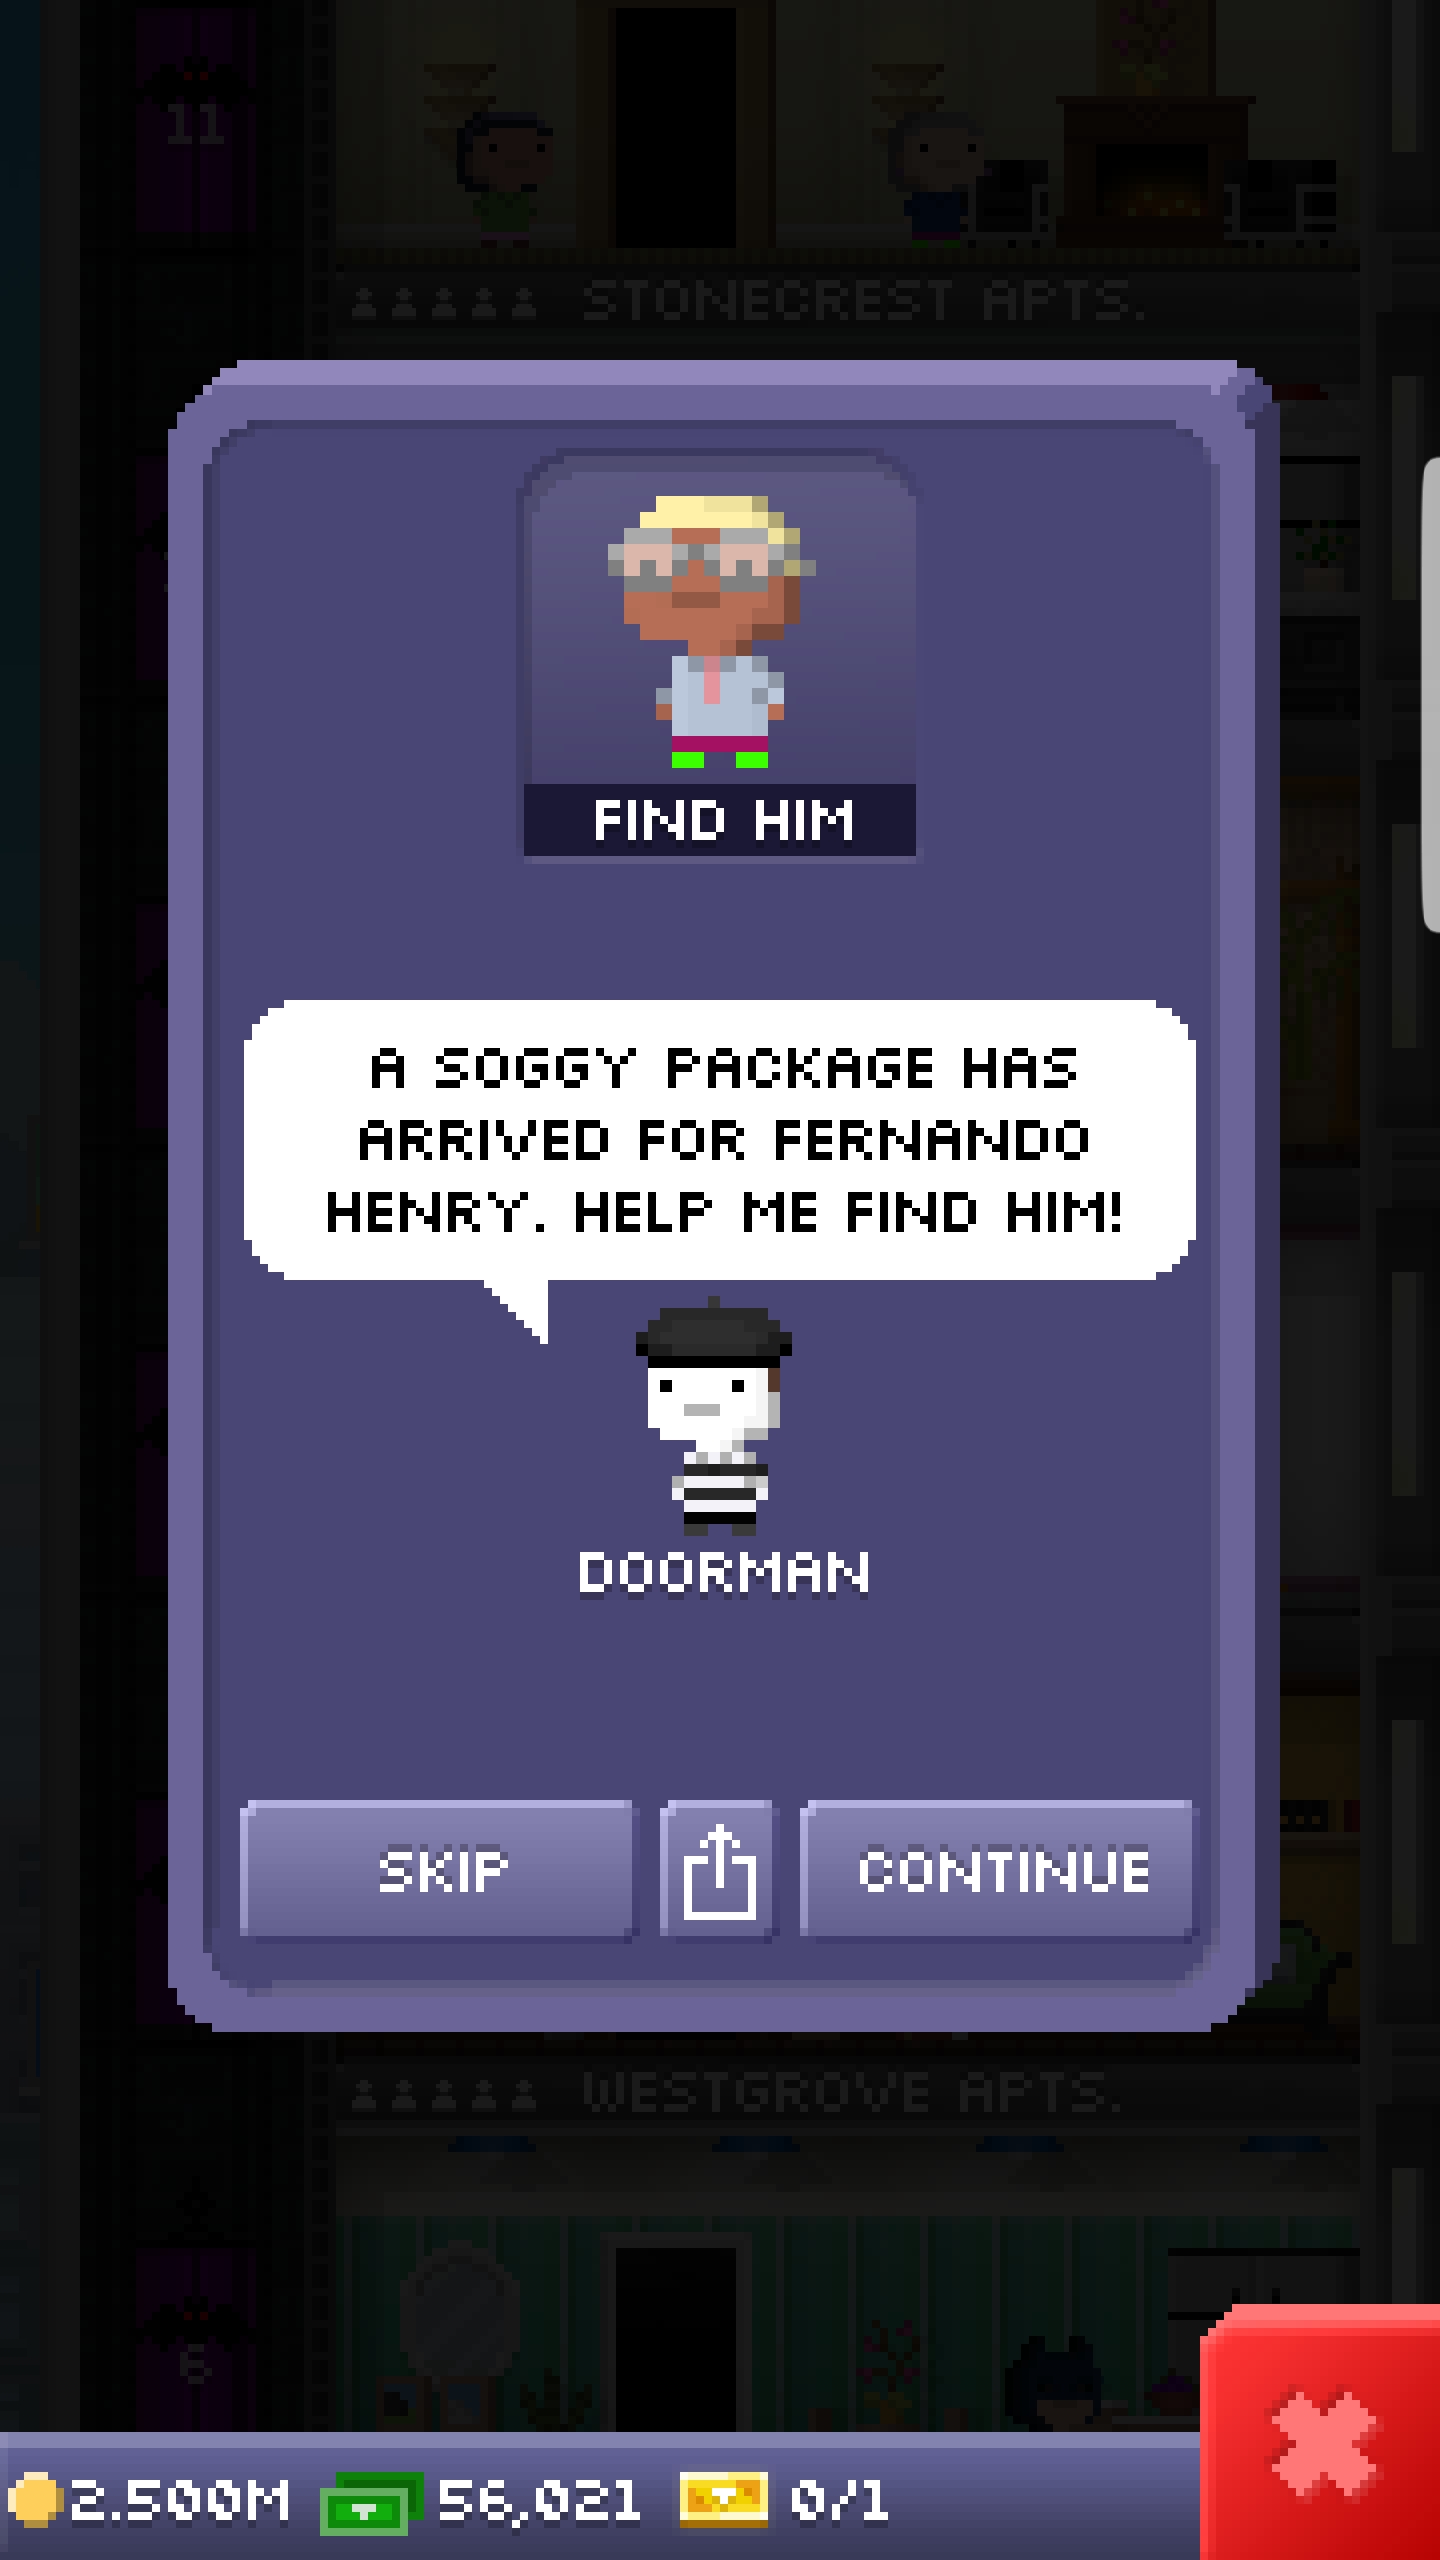 11
STONECREST APTS.
FIND HIM
A SOGGY PACKAGE HAS
ARRIVED FOR FERNANDO
HENRY. HELP ME FIND HIM!
DOORMAN
SKIP
CONTINUE
WESTGROVE APTS.
6
2.500M 56,021 0/1